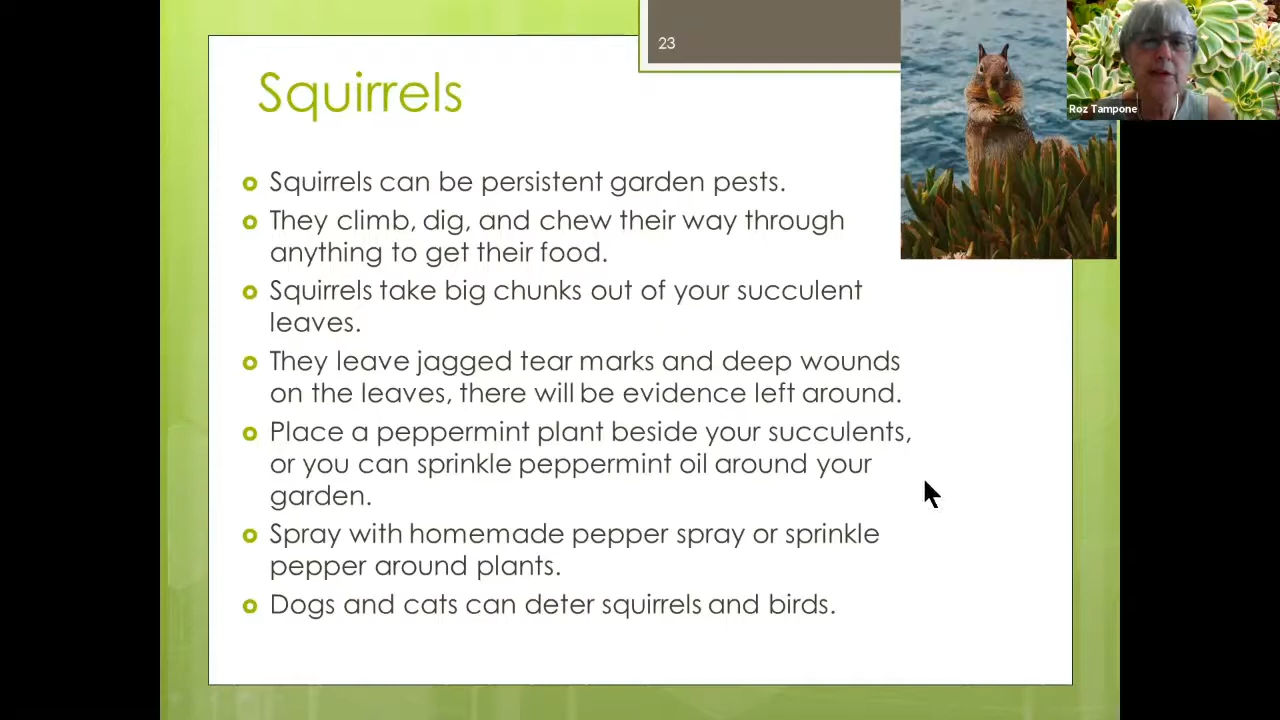 23
Squirrels
Roz Tampone
Squirrels can be persistent garden pests.
They climb, dig, and chew their way through
anything to get their food.
Squirrels take big chunks out of your succulent
leaves.
They leave jagged tear marks and deep wounds
on the leaves, there will be evidence left around.
Place a peppermint plant beside your succulents,
or you can sprinkle peppermint oil around your
garden.
Spray with homemade pepper spray or sprinkle
pepper around plants.
Dogs and cats can deter squirrels and birds.